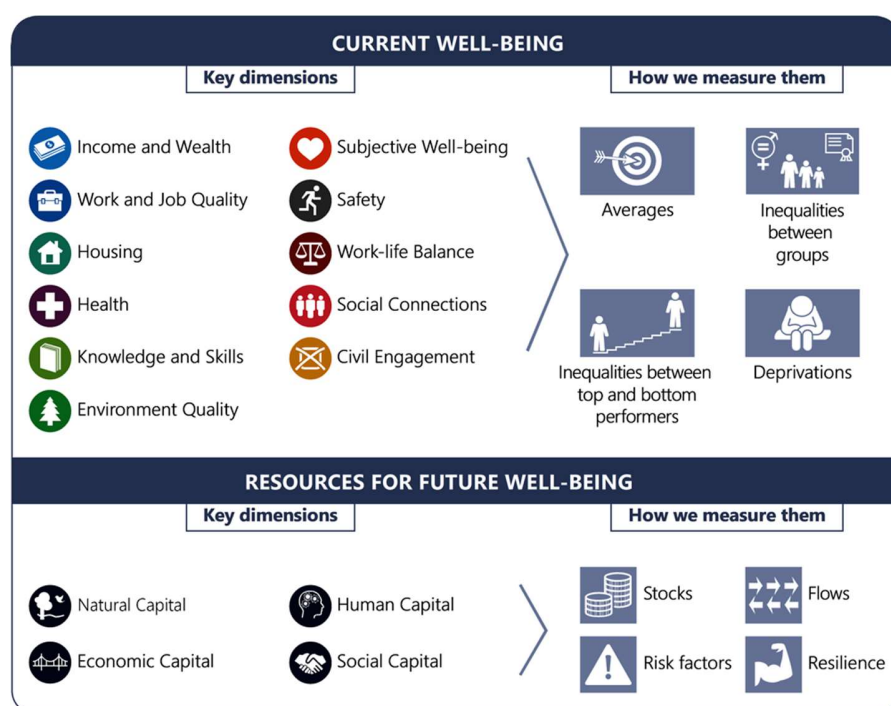 CURRENT WELL-BEING
Key dimensions
How we measure them
Income and Wealth
Work and Job Quality
Housing
Health
Knowledge and Skills
Environment Quality
Subjective Well-being
Safety
Work-life Balance
Social Connections
Civil Engagement
Averages
Inequalities
between
groups
Inequalities between
top and bottom
performers
Deprivations
RESOURCES FOR FUTURE WELL-BEING
Key dimensions
How we measure them
Natural Capital
Economic Capital
Human Capital
Social Capital
Stocks
Flows
Risk factors
Resilience